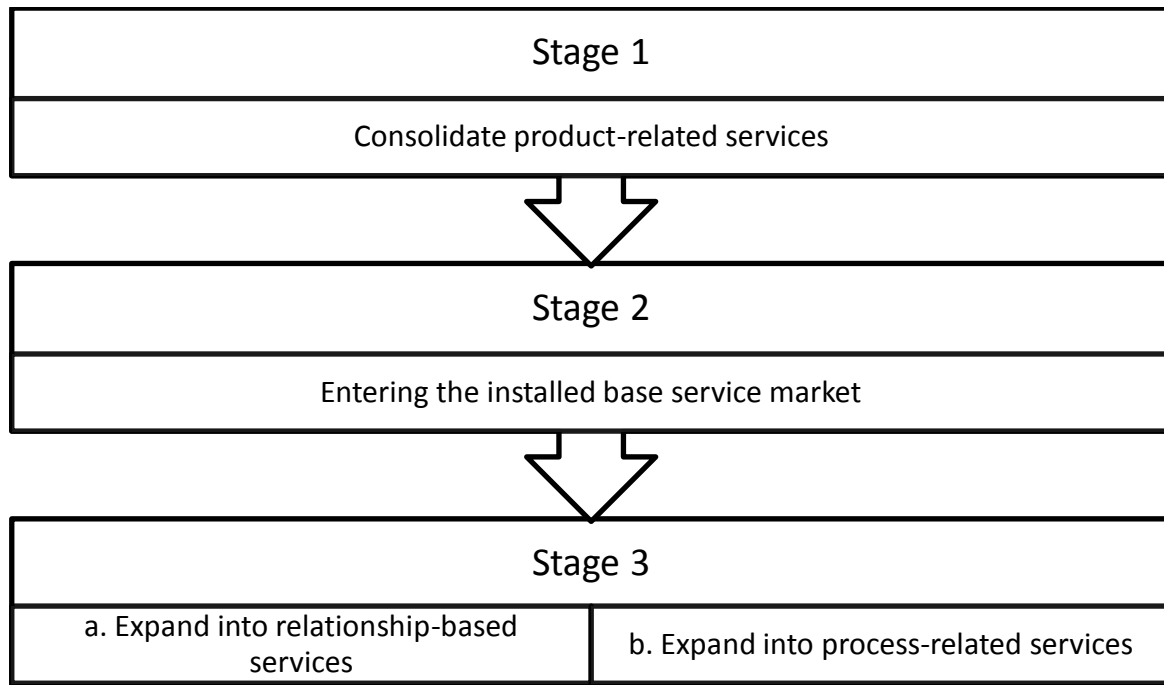 Stage 1
Consolidate product-related services
Stage 2
Entering the installed base service market
Stage 3
a. Expand into relationship-based
services
b. Expand into process-related services